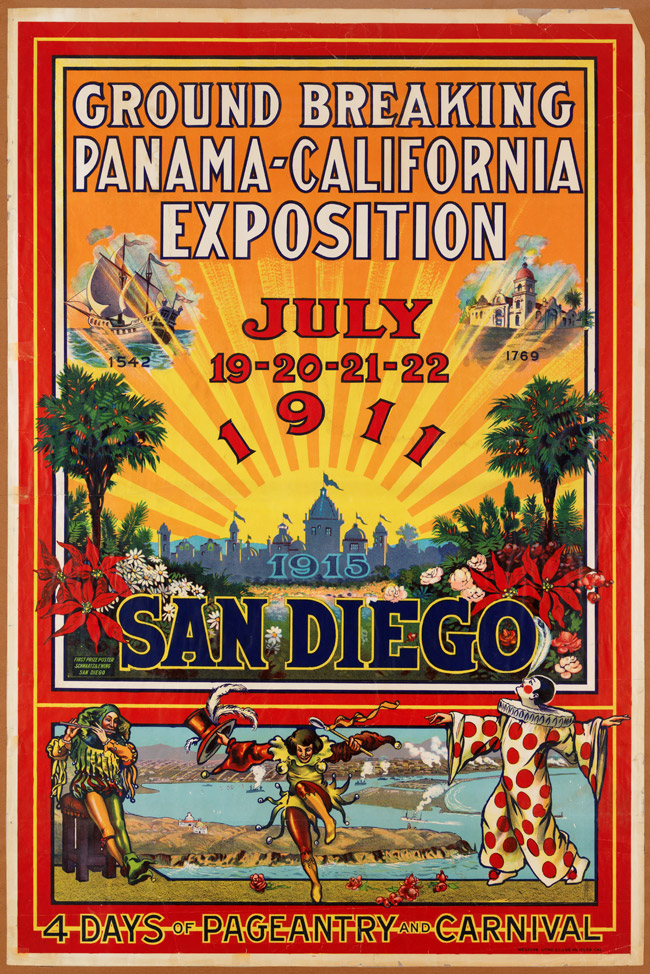 GROUND BREAKING
PANAMA-CALIFORNIA
EXPOSITION
JULY
19-20-21-22
1911
1542
1769
1915
SAN DIEGO
FIRST PRIZE POSTER
SAN DIEGO
4 DAYS OF PAGEANTRY AND CARNIVAL